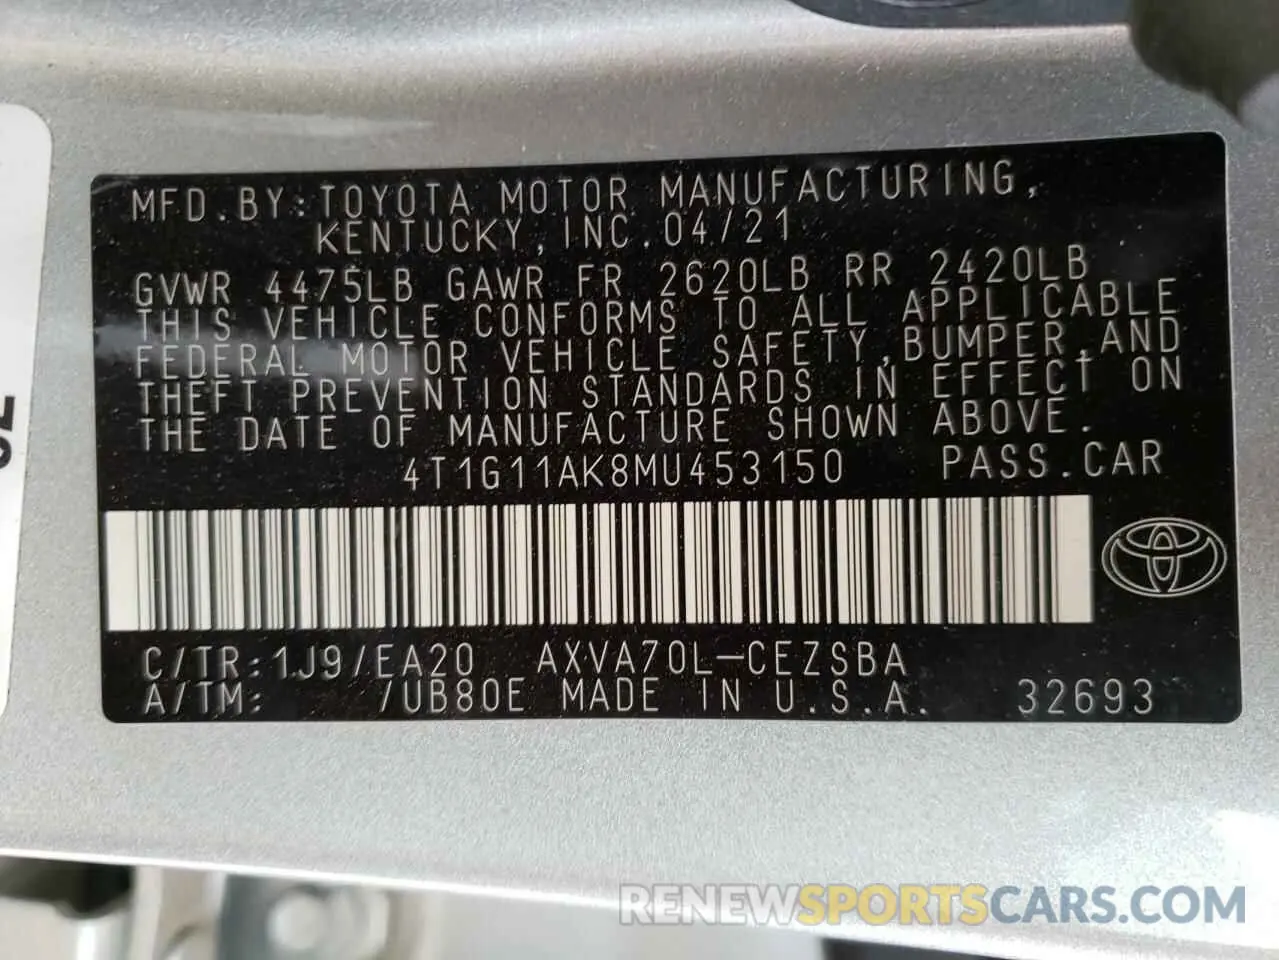 MFD.BY:TOYOTA MOTOR MANUFACTURING,
KENTUCKY,INC.04/21
GVWR 4475LB GAWR FR 2620LB RR 2420LB
THIS VEHICLE CONFORMS TO ALL APPLICABLE
FEDERAL MOTOR VEHICLE SAFETY,BUMPER,AND
THEFT PREVENTION STANDARDS IN EFFECT ON
THE DATE OF MANUFACTURE SHOWN ABOVE.
4T1G11AK8MU453150 PASS.CAR
C/TR:1J9/EA20 AXVA70L-CEZSBA
A/TM: /UB80E MADE IN U.S.A. 32693
RENEWSPORTSCARS.COM